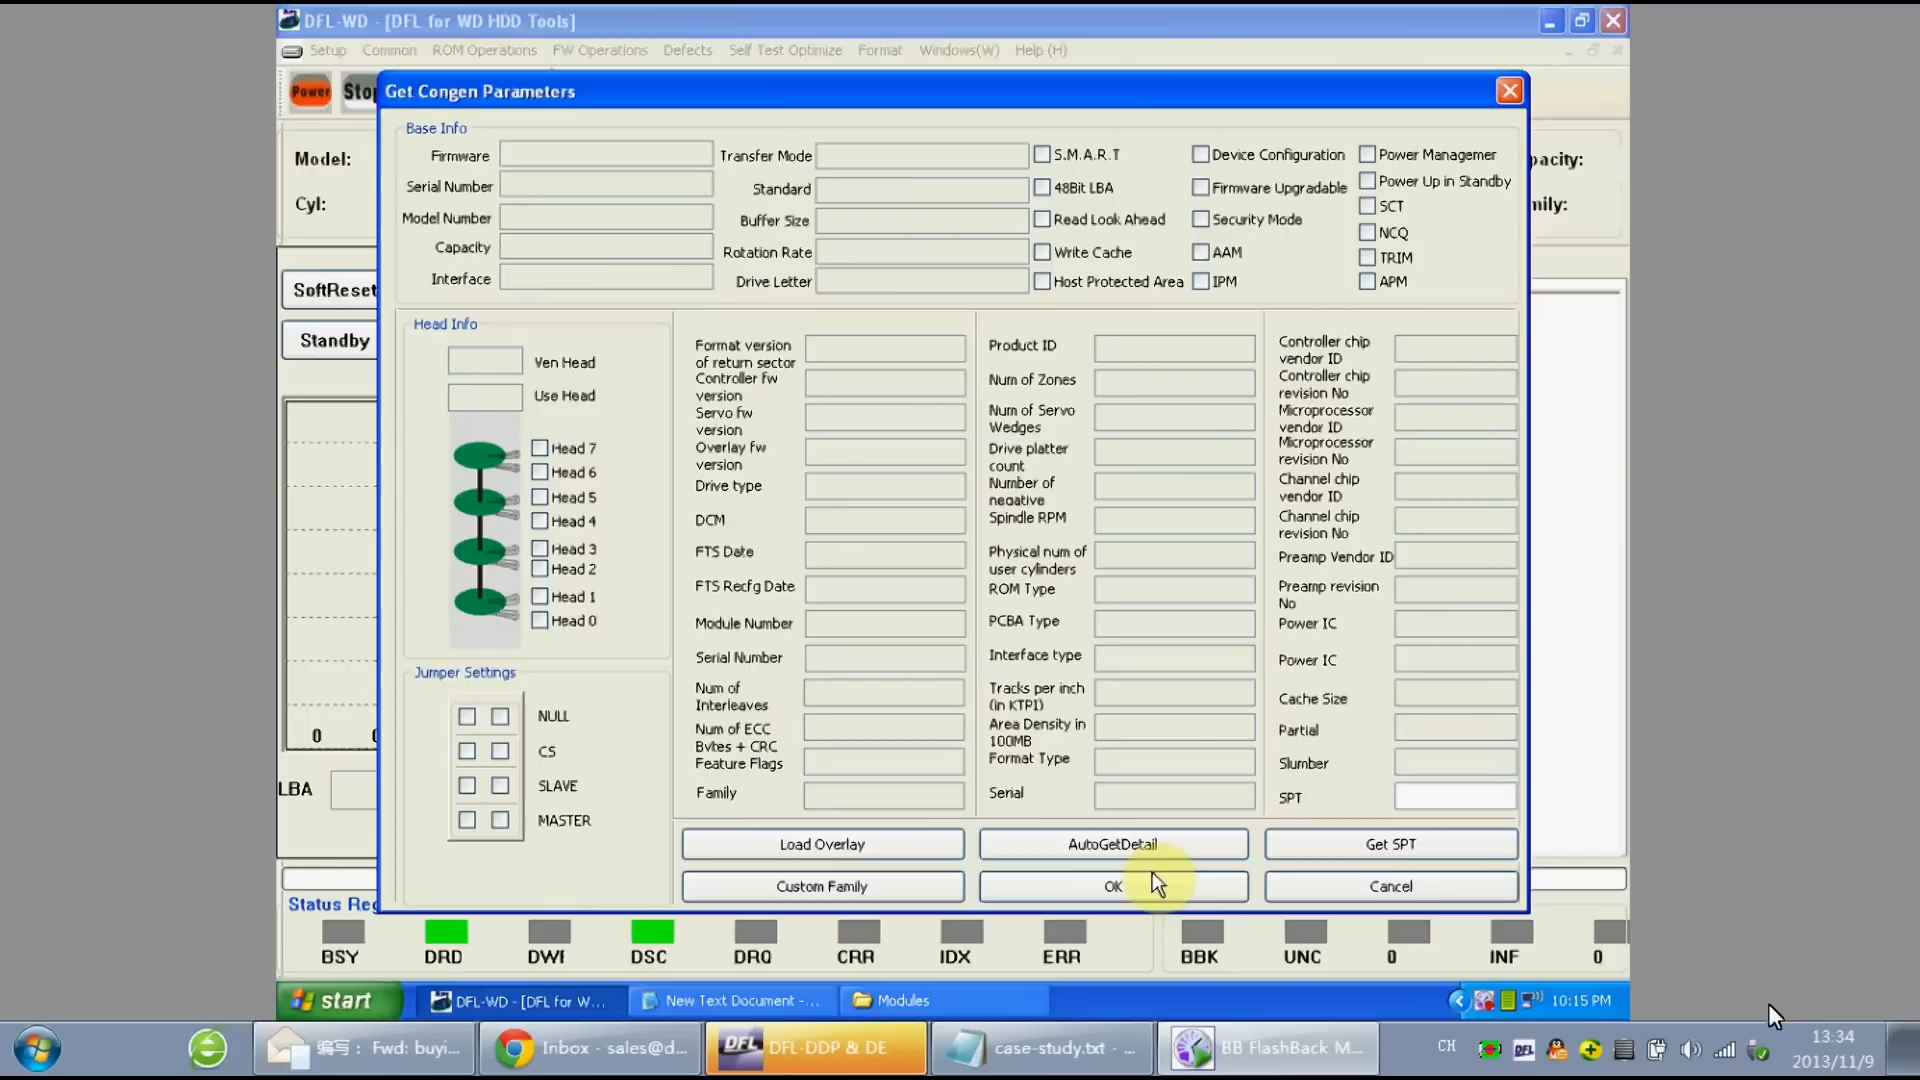 DFL-WD - [DFL for WD HDD Tools]
Setup Common ROM Operations FW Operations Defects Self Test Optimize Format Windows(W) Help (H)
Power Stop
Get Congen Parameters
Model:
Cyl:
pacity:
mily:
SoftReset
Standby
Base Info
Firmware
Serial Number
Model Number
Capacity
Interface
Transfer Mode
Standard
Buffer Size
Rotation Rate
Drive Letter
S.M.A.R.T
48Bit LBA
Read Look Ahead
Write Cache
Host Protected Area
Device Configuration
Firmware Upgradable
Security Mode
AAM
IPM
Power Managemer
Power Up in Standby
SCT
NCQ
TRIM
APM
Head Info
Ven Head
Use Head
Head 7
Head 6
Head 5
Head 4
Head 3
Head 2
Head 1
Head 0
Jumper Settings
NULL
CS
SLAVE
MASTER
Format version
of return sector
Controller fw
version
Servo fw
version
Overlay fw
version
Drive type
DCM
FTS Date
FTS Recfg Date
Module Number
Serial Number
Num of
Interleaves
Num of ECC
Bytes + CRC
Feature Flags
Family
Product ID
Num of Zones
Num of Servo
Wedges
Drive platter
count
Number of
negative
Spindle RPM
Physical num of
user cylinders
ROM Type
PCBA Type
Interface type
Tracks per inch
(in KTPI)
Area Density in
100MB
Format Type
Serial
Controller chip
vendor ID
Controller chip
revision No
Microprocessor
vendor ID
Microprocessor
revision No
Channel chip
vendor ID
Channel chip
revision No
Preamp Vendor ID
Preamp revision
No
Power IC
Power IC
Cache Size
Partial
Slumber
SPT
Load Overlay AutoGetDetail Get SPT
Custom Family OK Cancel
0
LBA
Status Reg
BSY DRD DWF DSC DRQ CRR IDX ERR BBK UNC 0 INF 0
start DFL-WD - [DFL for W... New Text Document - ... Modules 10:15 PM
编写： Fwd: buyi... Inbox - sales@d... DFL DFL-DDP & DE case-study.txt - ... BB FlashBack M... CH DFL 13:34
2013/11/9